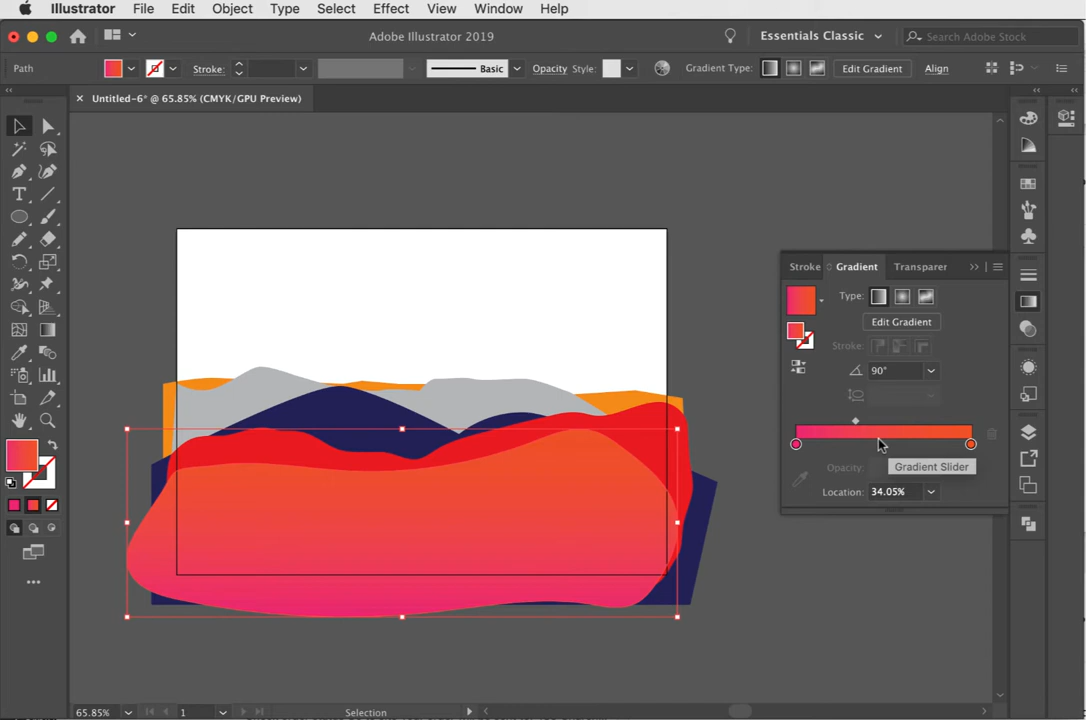 Illustrator File Edit Object Type Select Effect View Window Help
Adobe Illustrator 2019
Essentials Classic
Search Adobe Stock
Path
Stroke:
Basic
Opacity
Style:
Gradient Type:
Edit Gradient
Align
Untitled-6* @ 65.85% (CMYK/GPU Preview)
Stroke Gradient Transparer
Type:
Edit Gradient
Stroke:
90°
Gradient Slider
Opacity:
Location: 34.05%
65.85%
1
Selection